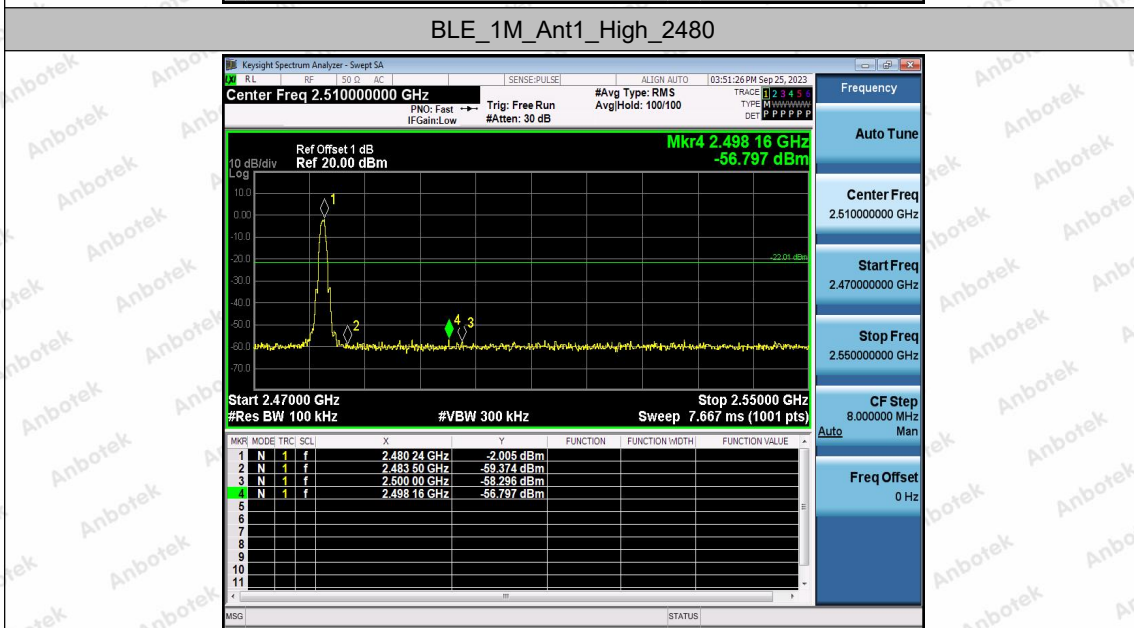 BLE_1M_Ant1_High_2480
Keysight Spectrum Analyzer - Swept SA
LXI RL RF 50 Ω AC SENSE:PULSE ALIGN AUTO 03:51:26 PM Sep 25, 2023
Center Freq 2.510000000 GHz
PNO: Fast
IFGain:Low
Trig: Free Run
#Atten: 30 dB
#Avg Type: RMS
Avg|Hold: 100/100
TRACE 1 2 3 4 5 6
TYPE M W W W W W
DET P P P P P P
Frequency
Auto Tune
Center Freq
2.510000000 GHz
Start Freq
2.470000000 GHz
Stop Freq
2.550000000 GHz
CF Step
8.000000 MHz
Auto Man
Freq Offset
0 Hz
Mkr4 2.498 16 GHz
-56.797 dBm
Ref Offset 1 dB
10 dB/div Ref 20.00 dBm
Log
10.0
0.00
-10.0
-20.0
-30.0
-40.0
-50.0
-60.0
-70.0
1
2
4
3
-22.01 dBm
Start 2.47000 GHz Stop 2.55000 GHz
#Res BW 100 kHz #VBW 300 kHz Sweep 7.667 ms (1001 pts)
MKR MODE TRC SCL X Y FUNCTION FUNCTION WIDTH FUNCTION VALUE
1 N 1 f 2.480 24 GHz -2.005 dBm
2 N 1 f 2.483 50 GHz -59.374 dBm
3 N 1 f 2.500 00 GHz -58.296 dBm
4 N 1 f 2.498 16 GHz -56.797 dBm
5
6
7
8
9
10
11
MSG STATUS
Anbotek